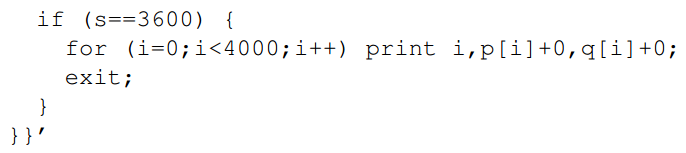 if (s==3600) {
for (i=0;i<4000;i++) print i,p[i]+0,q[i]+0;
exit;
}
}}’